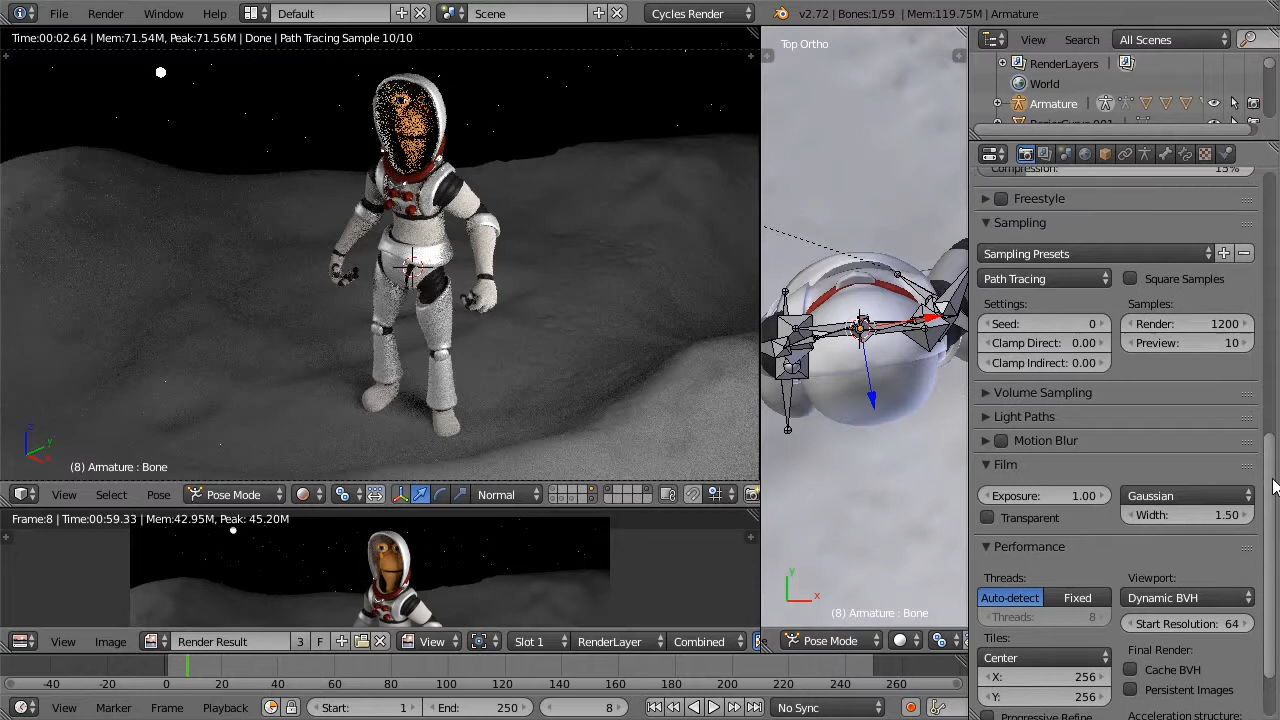 File Render Window Help Default Scene Cycles Render v2.72 | Bones:1/59 | Mem:119.75M | Armature
Time:00:02.64 | Mem:71.54M, Peak:71.56M | Done | Path Tracing Sample 10/10
Top Ortho
View Search All Scenes
RenderLayers
World
Armature
Compression: 15%
Freestyle
Sampling
Sampling Presets
Path Tracing Square Samples
Settings: Samples:
Seed: 0 Render: 1200
Clamp Direct: 0.00 Preview: 10
Clamp Indirect: 0.00
Volume Sampling
Light Paths
Motion Blur
Film
Exposure: 1.00 Gaussian
Transparent Width: 1.50
Performance
Threads: Viewport:
Auto-detect Fixed Dynamic BVH
Threads: 8 Start Resolution: 64
Tiles: Final Render:
Center Cache BVH
X: 256
Persistent Images
Y: 256
Progressive Refine Acceleration structure:
z y x
(8) Armature : Bone
View Select Pose Pose Mode Normal
Frame:8 | Time:00:59.33 | Mem:42.95M, Peak: 45.20M
y x
(8) Armature : Bone
View Image Render Result 3 F View Slot 1 RenderLayer Combined
Pose Mode
-40 -20 0 20 40 60 80 100 120 140 160 180 200 220 240 260
View Marker Frame Playback Start: 1 End: 250 8 No Sync